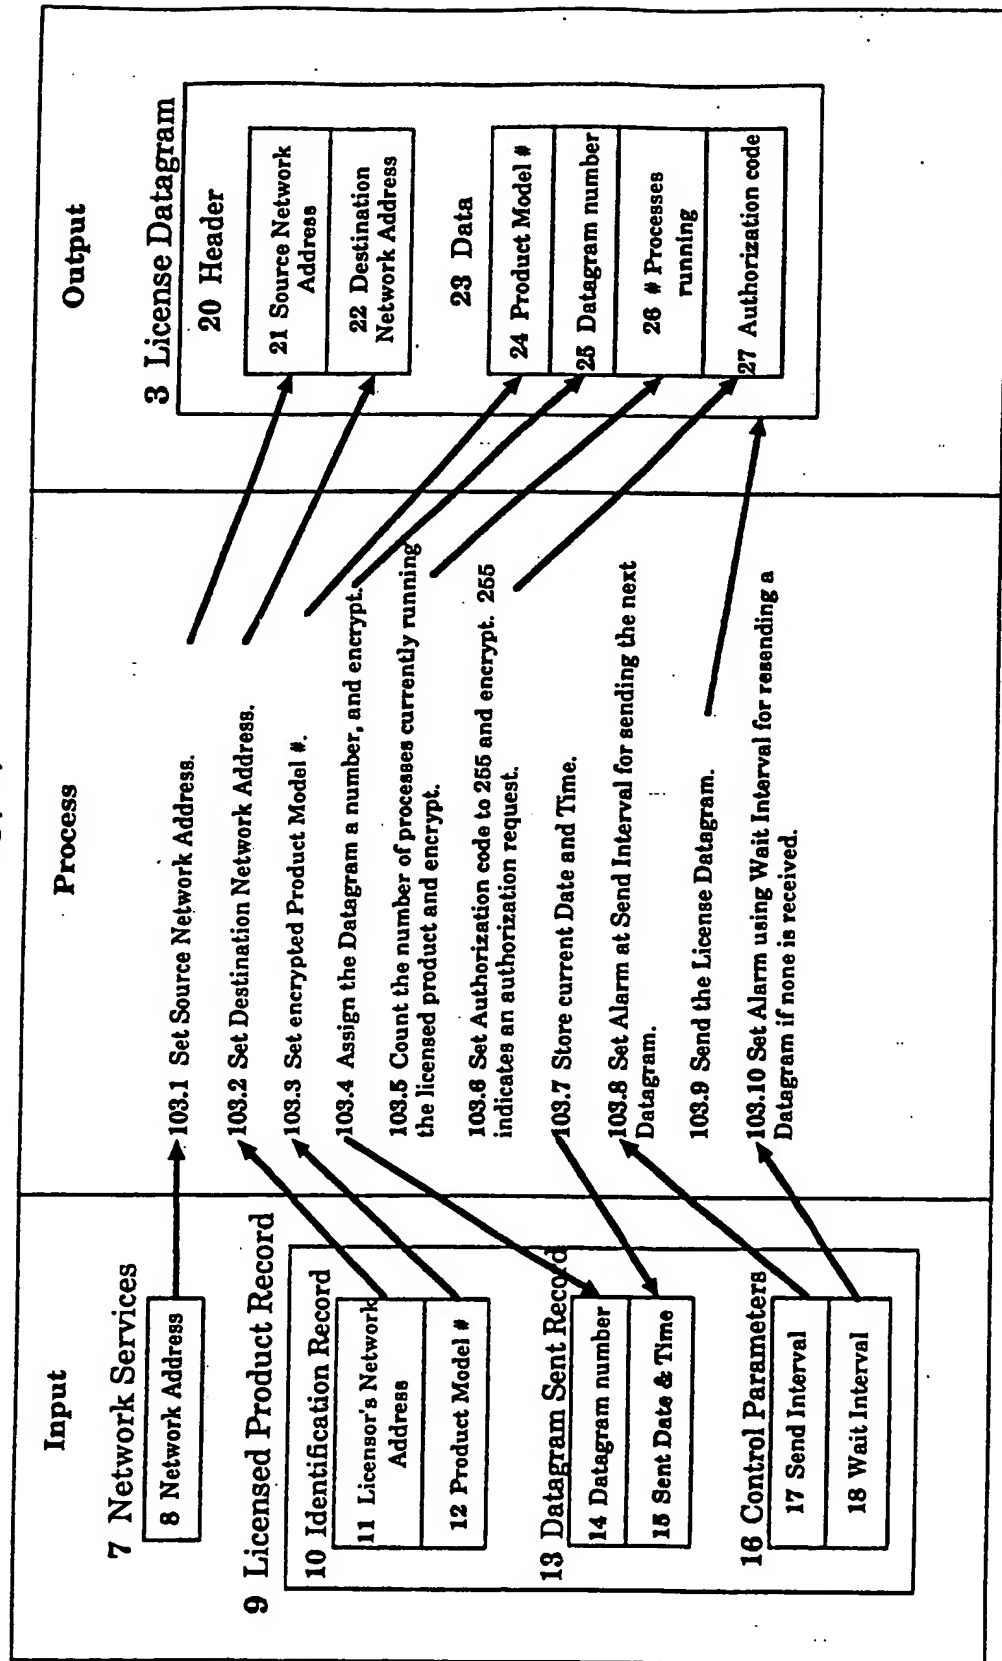 Input
7 Network Services
8 Network Address
9 Licensed Product Record
10 Identification Record
11 Licensor's Network
Address
12 Product Model #
13 Datagram Sent Record
14 Datagram number
15 Sent Date & Time
16 Control Parameters
17 Send Interval
18 Wait Interval
Process
103.1 Set Source Network Address.
103.2 Set Destination Network Address.
103.3 Set encrypted Product Model #.
103.4 Assign the Datagram a number, and encrypt.
103.5 Count the number of processes currently running
the licensed product and encrypt.
103.6 Set Authorization code to 255 and encrypt. 255
indicates an authorization request.
103.7 Store current Date and Time.
103.8 Set Alarm at Send Interval for sending the next
Datagram.
103.9 Send the License Datagram.
103.10 Set Alarm using Wait Interval for resending a
Datagram if none is received.
Output
3 License Datagram
20 Header
21 Source Network
Address
22 Destination
Network Address
23 Data
24 Product Model #
25 Datagram number
26 # Processes
running
27 Authorization code